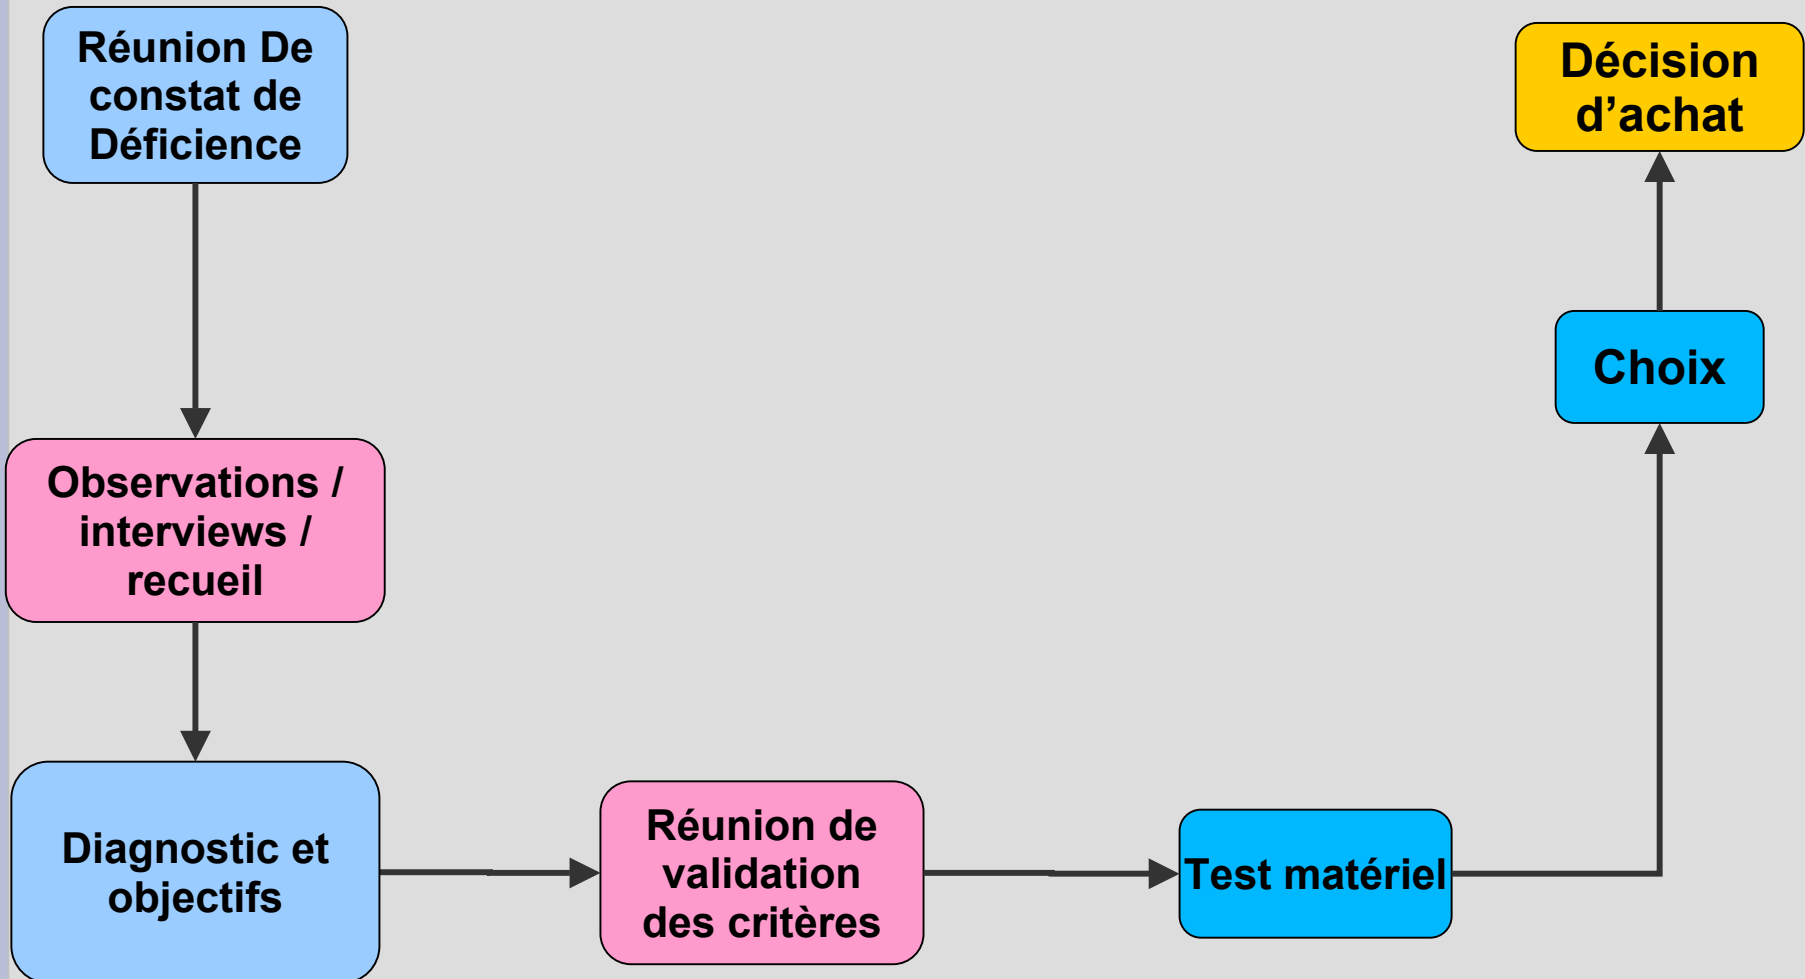 Réunion De
constat de
Déficience
Observations /
interviews /
recueil
Diagnostic et
objectifs
Réunion de
validation
des critères
Test matériel
Choix
Décision
d’achat